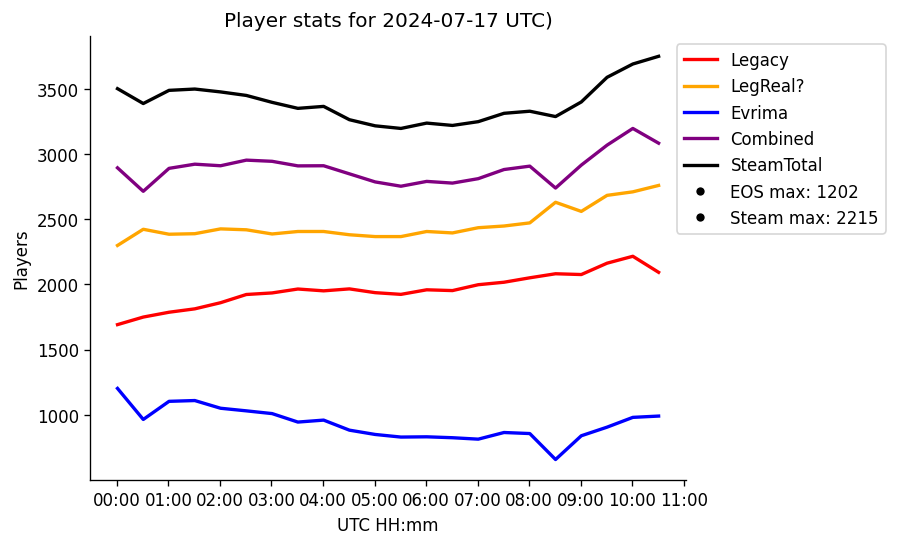 Player stats for 2024-07-17 UTC)
Players
3500
3000
2500
2000
1500
1000
00:00 01:00 02:00 03:00 04:00 05:00 06:00 07:00 08:00 09:00 10:00 11:00
UTC HH:mm
Legacy
LegReal?
Evrima
Combined
SteamTotal
EOS max: 1202
Steam max: 2215